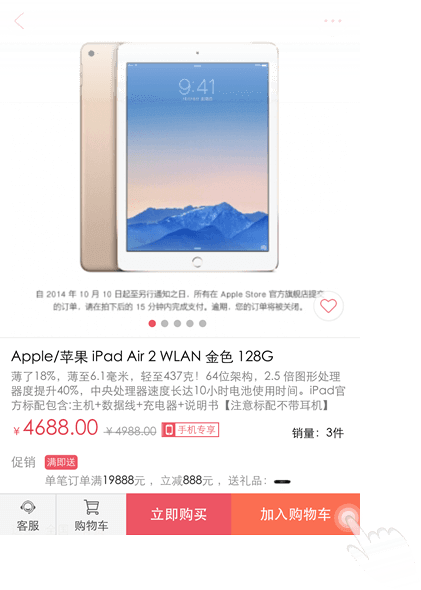 9:41
自 2014 年 10 月 10 日起至另行通知之日，所有在 Apple Store 官方旗舰店提交
的订单，请在拍下后的 15 分钟内完成支付。逾期，您的订单将被关闭。
Apple/苹果 iPad Air 2 WLAN 金色 128G
薄了18%，薄至6.1毫米，轻至437克！64位架构，2.5 倍图形处理
器度提升40%，中央处理器速度长达10小时电池使用时间。iPad官
方标配包含:主机+数据线+充电器+说明书【注意标配不带耳机】
￥4688.00 ￥4988.00 手机专享 销量：3件
促销 满即送
单笔订单满19888元 ，立减888元 ，送礼品：
客服 购物车 立即购买 加入购物车